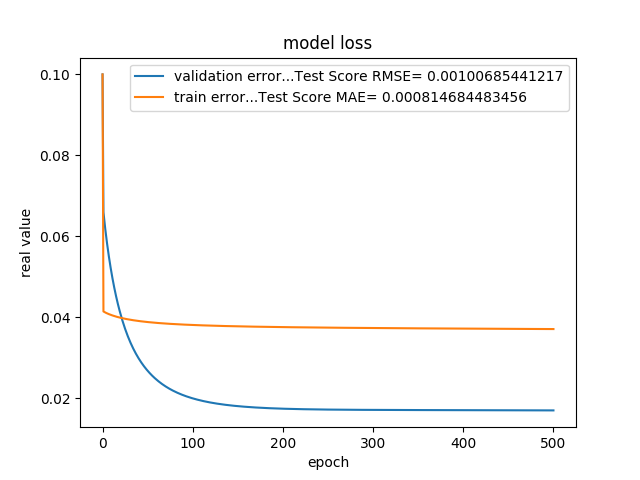 model loss
validation error...Test Score RMSE= 0.00100685441217
train error...Test Score MAE= 0.000814684483456
real value
0.10
0.08
0.06
0.04
0.02
0
100
200
300
400
500
epoch